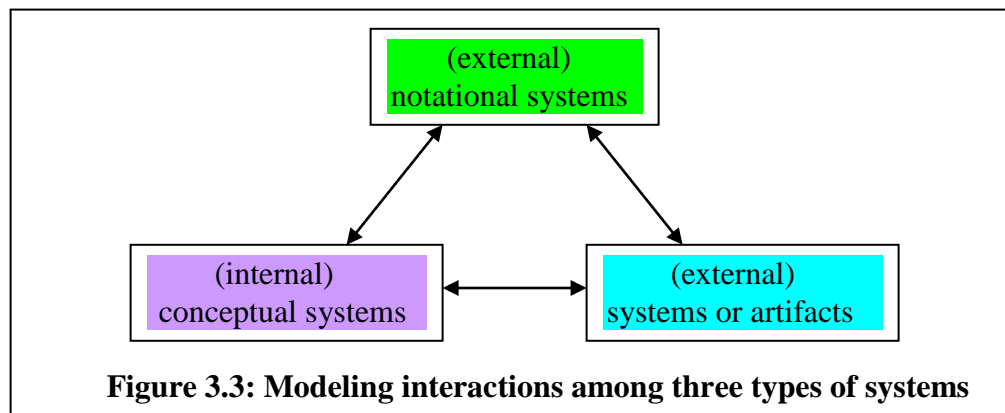 (external)
notational systems
(internal)
conceptual systems
(external)
systems or artifacts
Figure 3.3: Modeling interactions among three types of systems